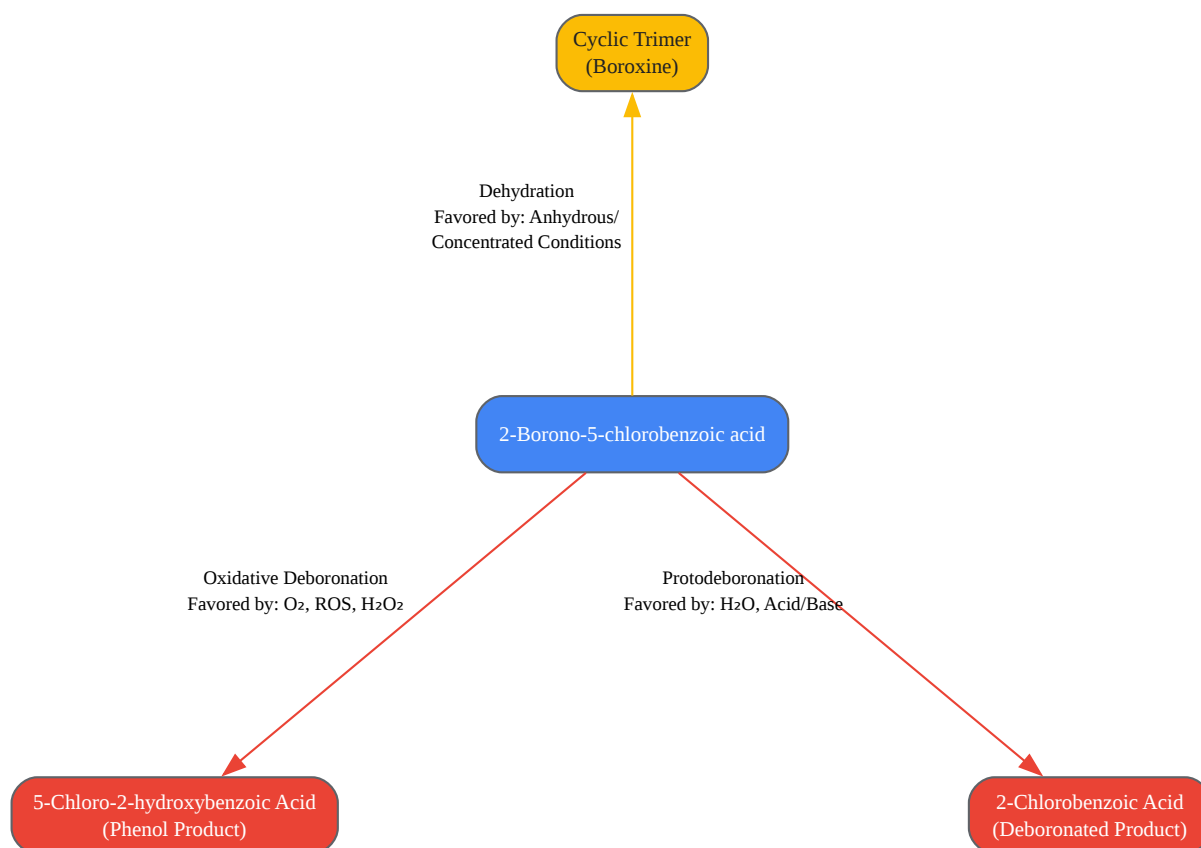 Cyclic Trimer
(Boroxine)
Dehydration
Favored by: Anhydrous/
Concentrated Conditions
2-Borono-5-chlorobenzoic acid
Oxidative Deboronation
Favored by: O₂, ROS, H₂O₂
Protodeboronation
Favored by: H₂O, Acid/Base
5-Chloro-2-hydroxybenzoic Acid
(Phenol Product)
2-Chlorobenzoic Acid
(Deboronated Product)